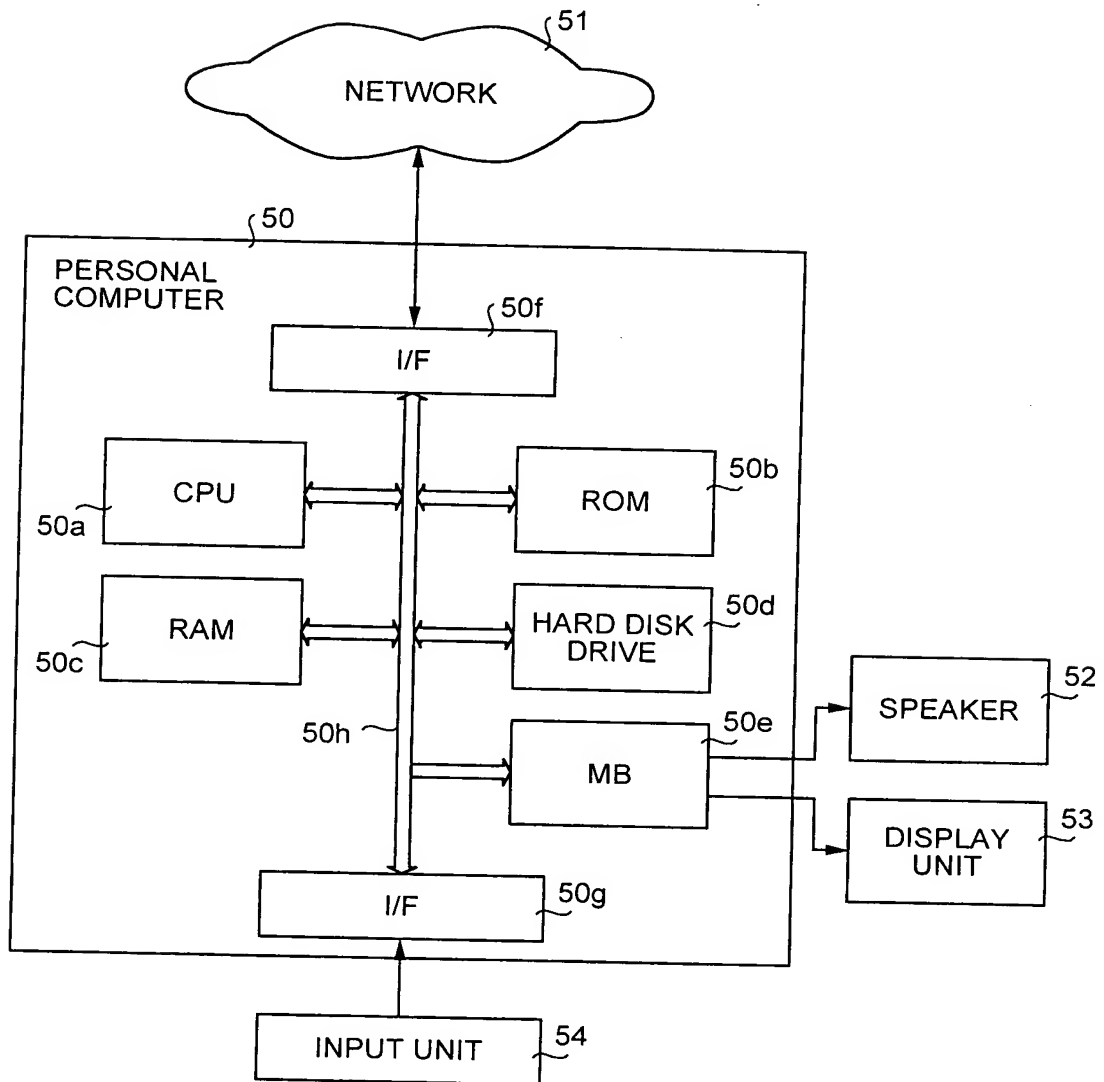 51
NETWORK
50
PERSONAL
COMPUTER
50f
I/F
CPU
50a
ROM
50b
RAM
50c
HARD DISK
DRIVE
50d
50h
MB
50e
SPEAKER
52
DISPLAY
UNIT
53
I/F
50g
INPUT UNIT
54